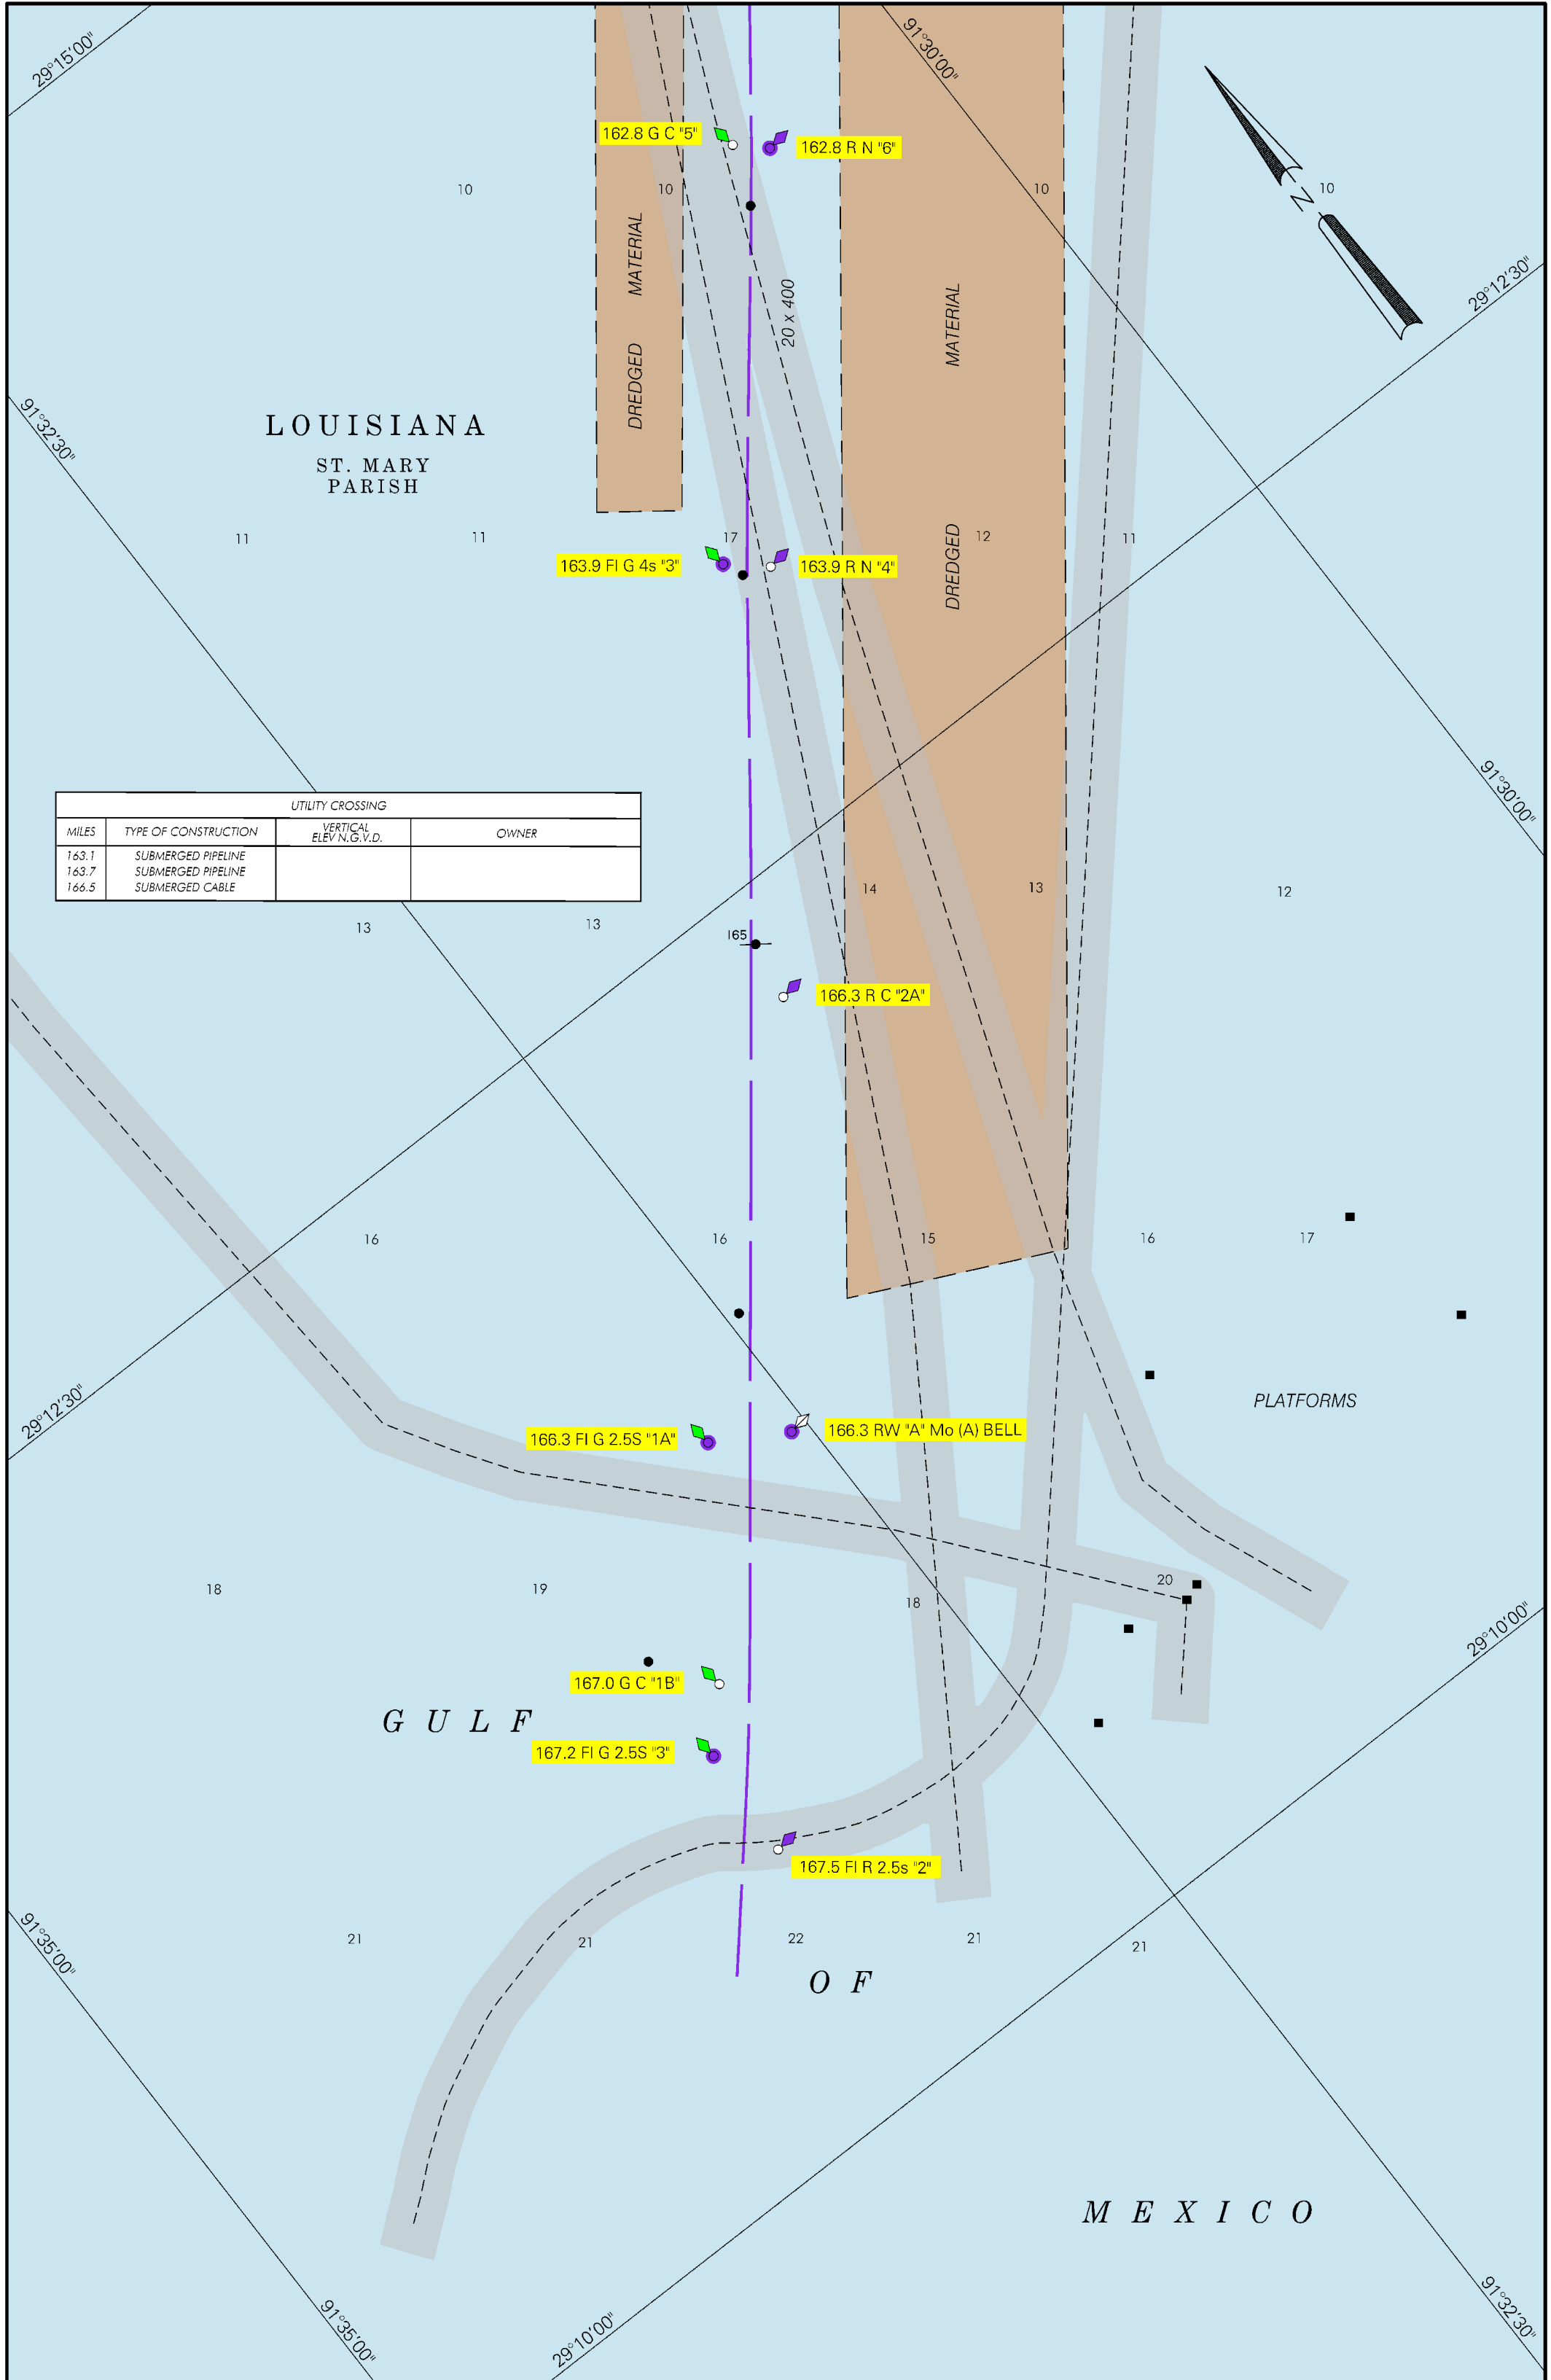 29°15'00"
91°30'00"
162.8 G C "5"
162.8 R N "6"
10
10
10
10
N
DREDGED MATERIAL
20 x 400
DREDGED MATERIAL
29°12'30"
91°32'30"
LOUISIANA
ST. MARY
PARISH
11
11
17
12
11
163.9 Fl G 4s "3"
163.9 R N "4"
91°30'00"
UTILITY CROSSING
MILES TYPE OF CONSTRUCTION VERTICAL ELEV N.G.V.D. OWNER
163.1 SUBMERGED PIPELINE
163.7 SUBMERGED PIPELINE
166.5 SUBMERGED CABLE
14
13
12
13
13
165
166.3 R C "2A"
16
16
15
16
17
29°12'30"
PLATFORMS
166.3 Fl G 2.5S "1A"
166.3 RW "A" Mo (A) BELL
18
19
18
20
29°10'00"
167.0 G C "1B"
GULF
167.2 Fl G 2.5S "3"
167.5 Fl R 2.5s "2"
91°35'00"
21
21
22
21
21
OF
MEXICO
91°35'00"
29°10'00"
91°32'30"